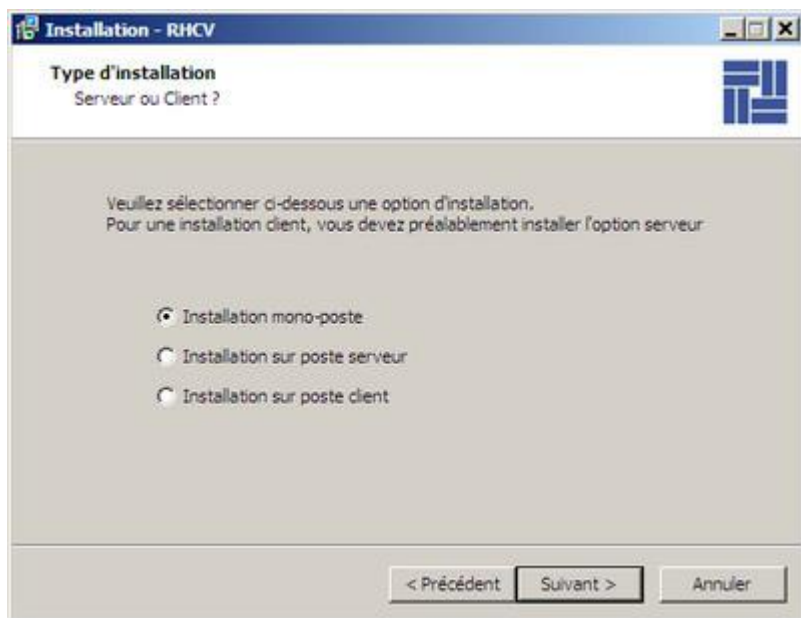 Installation - RHCV
Type d'installation
Serveur ou Client ?
Veuillez sélectionner ci-dessous une option d'installation.
Pour une installation client, vous devez préalablement installer l'option serveur
Installation mono-poste
Installation sur poste serveur
Installation sur poste client
< Précédent Suivant > Annuler